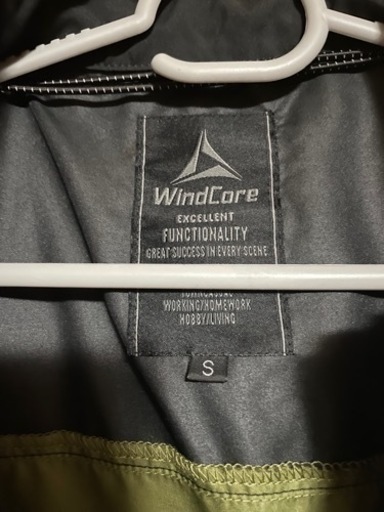 WindCore
EXCELLENT
FUNCTIONALITY
GREAT SUCCESS IN EVERY SCENE
WORKING/HOMEWORK
HOBBY/LIVING
S